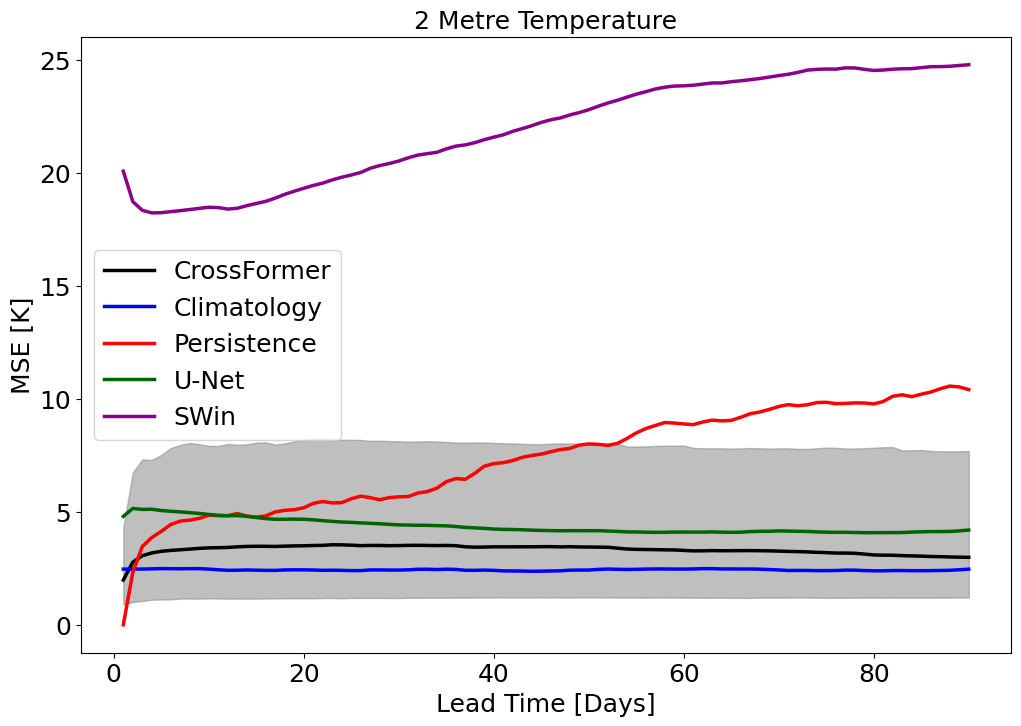 2 Metre Temperature
MSE [K]
25
20
15
10
5
0
CrossFormer
Climatology
Persistence
U-Net
SWin
0 20 40 60 80
Lead Time [Days]